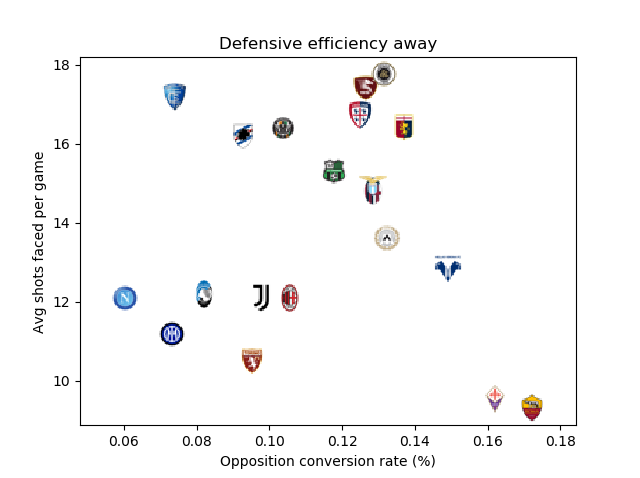 Defensive efficiency away
Avg shots faced per game
18
16
14
12
10
0.06 0.08 0.10 0.12 0.14 0.16 0.18
Opposition conversion rate (%)
N